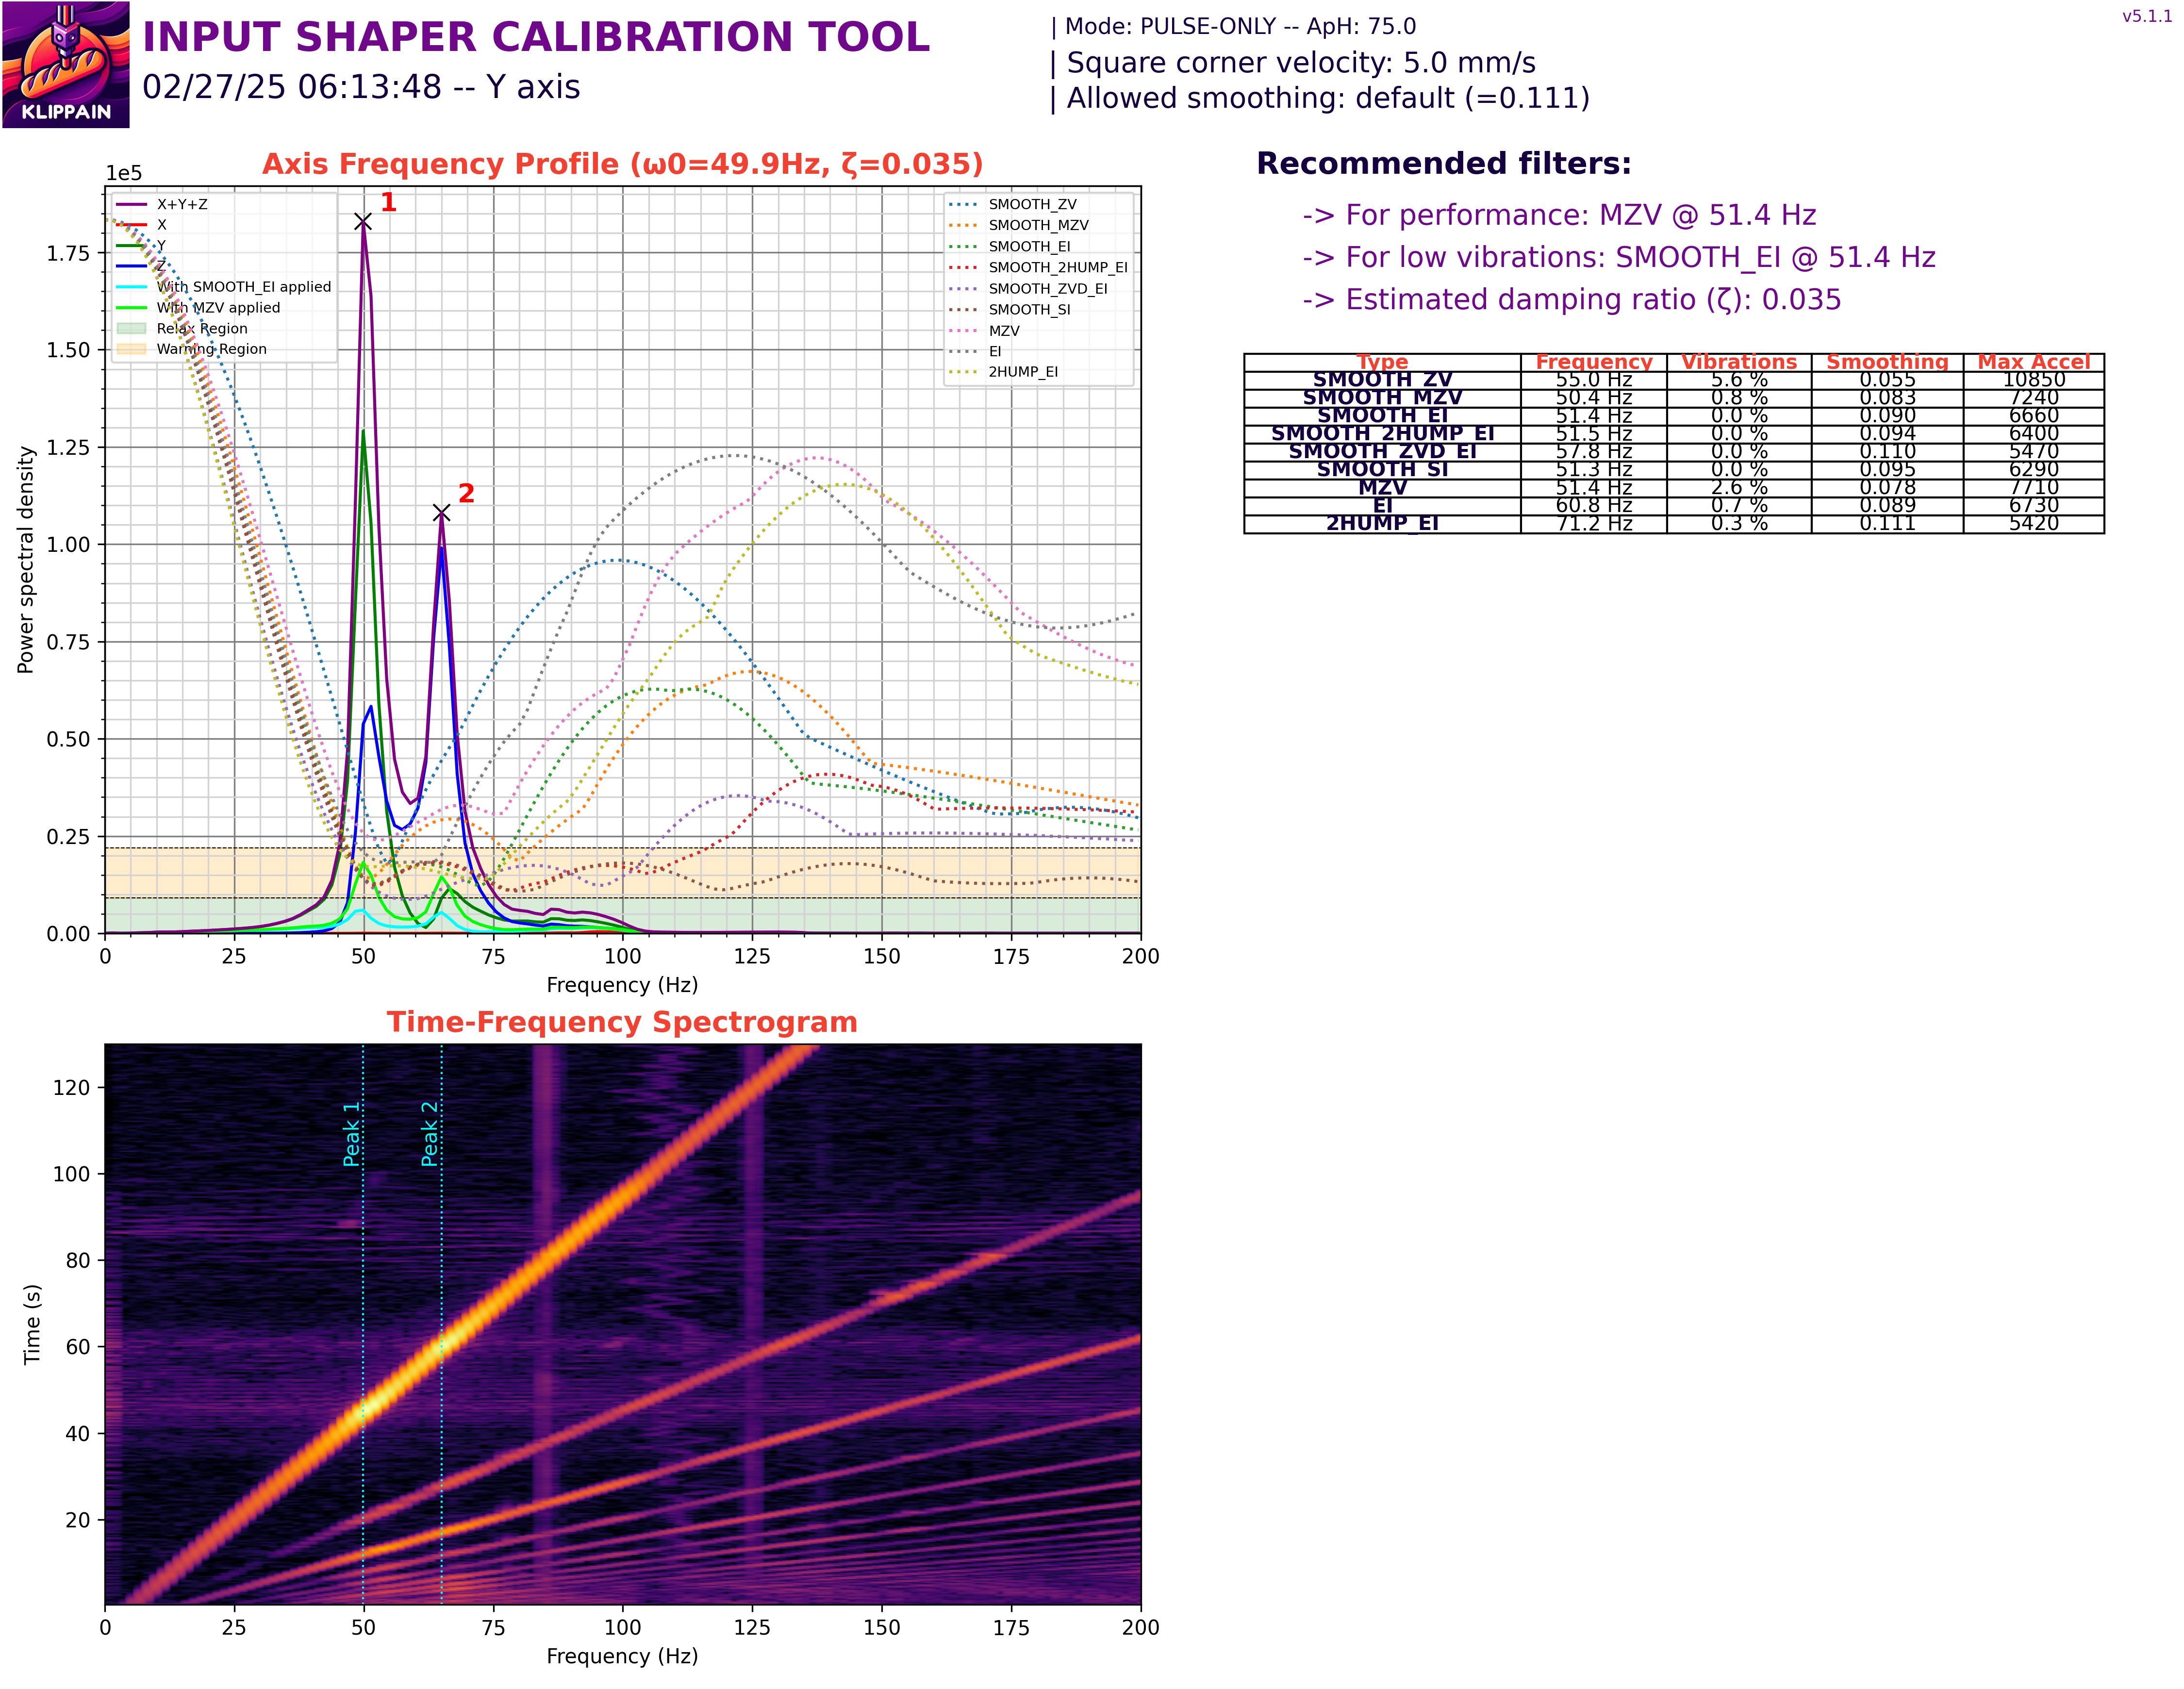 KLIPPAIN
INPUT SHAPER CALIBRATION TOOL
02/27/25 06:13:48 -- Y axis
| Mode: PULSE-ONLY -- ApH: 75.0
| Square corner velocity: 5.0 mm/s
| Allowed smoothing: default (=0.111)
v5.1.1
Axis Frequency Profile (ω0=49.9Hz, ζ=0.035)
1e5
X+Y+Z
X
Y
Z
With SMOOTH_EI applied
With MZV applied
Relax Region
Warning Region
1
2
SMOOTH_ZV
SMOOTH_MZV
SMOOTH_EI
SMOOTH_2HUMP_EI
SMOOTH_ZVD_EI
SMOOTH_SI
MZV
EI
2HUMP_EI
Power spectral density
1.75
1.50
1.25
1.00
0.75
0.50
0.25
0.00
0 25 50 75 100 125 150 175 200
Frequency (Hz)
Recommended filters:
-> For performance: MZV @ 51.4 Hz
-> For low vibrations: SMOOTH_EI @ 51.4 Hz
-> Estimated damping ratio (ζ): 0.035
Type Frequency Vibrations Smoothing Max Accel
SMOOTH_ZV 55.0 Hz 5.6 % 0.055 10850
SMOOTH_MZV 50.4 Hz 0.8 % 0.083 7240
SMOOTH_EI 51.4 Hz 0.0 % 0.090 6660
SMOOTH_2HUMP_EI 51.5 Hz 0.0 % 0.094 6400
SMOOTH_ZVD_EI 57.8 Hz 0.0 % 0.110 5470
SMOOTH_SI 51.3 Hz 0.0 % 0.095 6290
MZV 51.4 Hz 2.6 % 0.078 7710
EI 60.8 Hz 0.7 % 0.089 6730
2HUMP_EI 71.2 Hz 0.3 % 0.111 5420
Time-Frequency Spectrogram
Time (s)
120
100
80
60
40
20
Peak 1
Peak 2
0 25 50 75 100 125 150 175 200
Frequency (Hz)